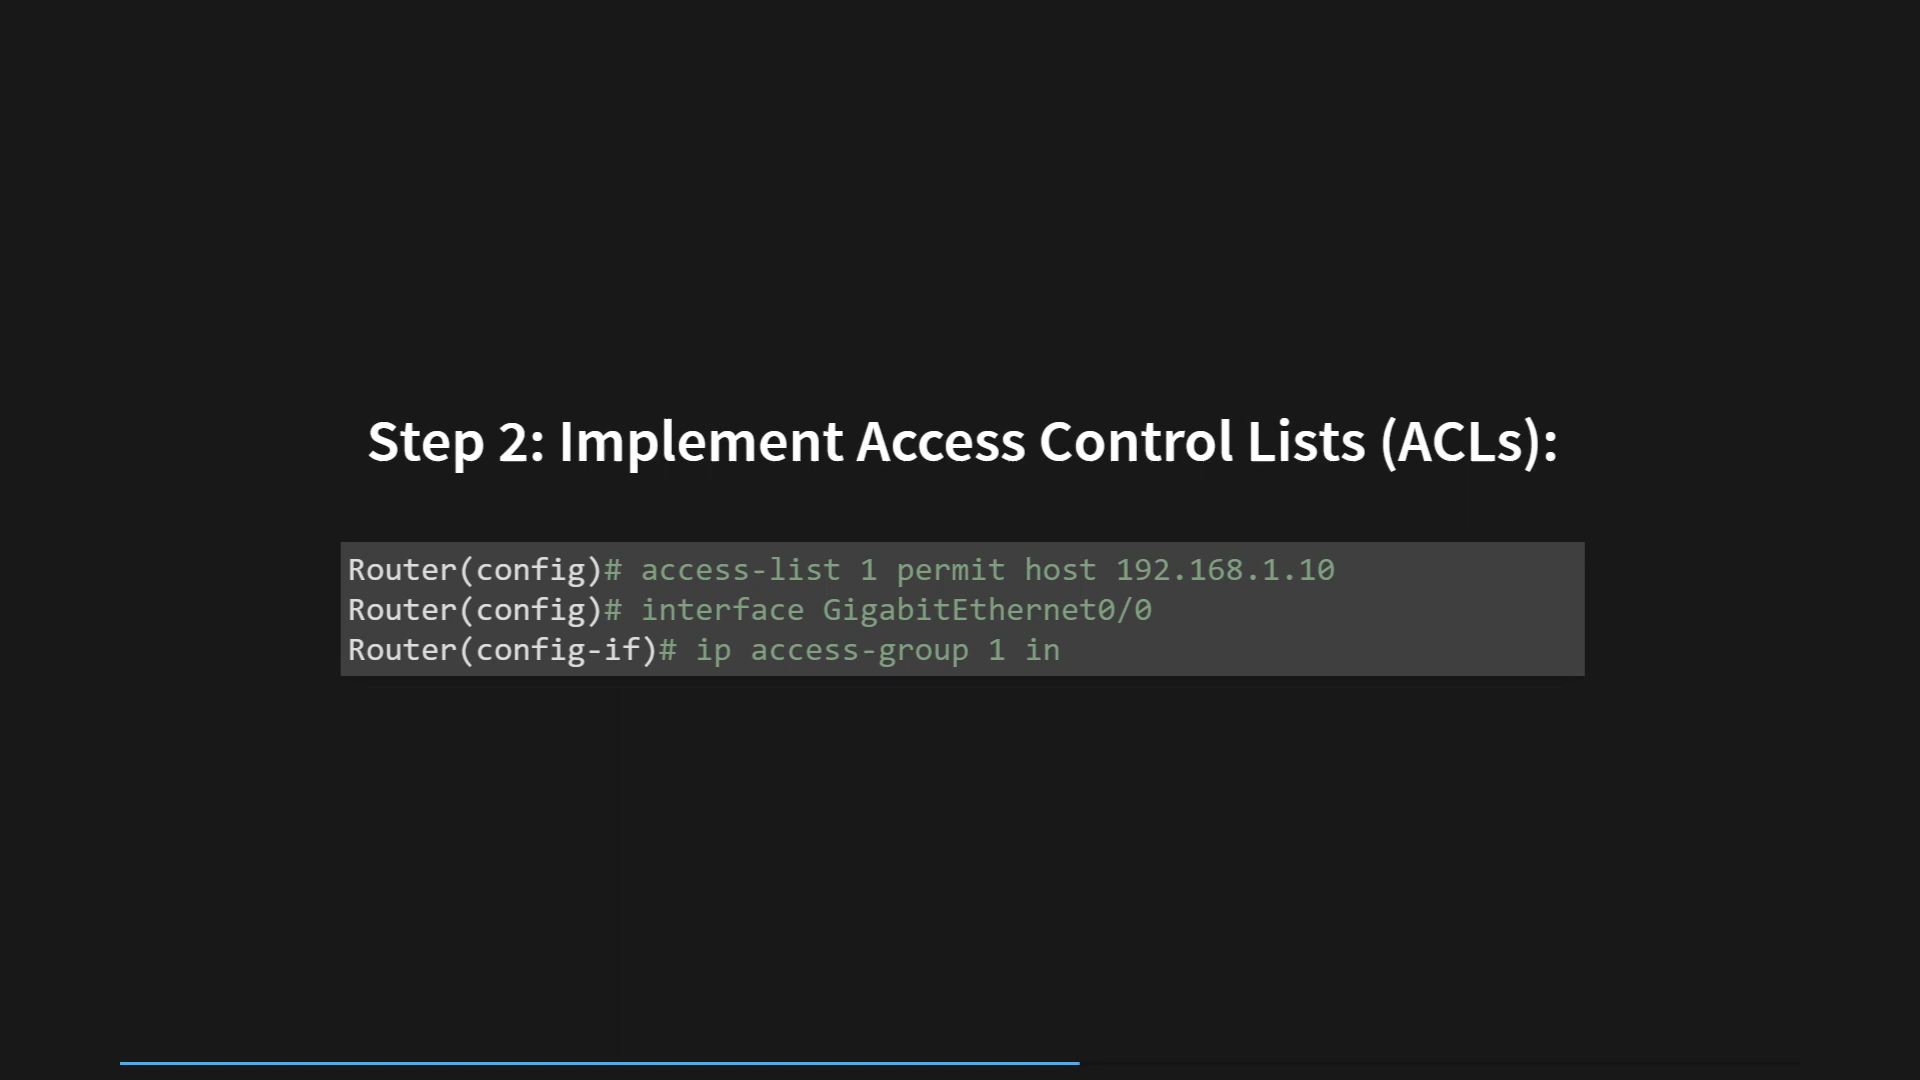 Step 2: Implement Access Control Lists (ACLs):
Router(config)# access-list 1 permit host 192.168.1.10
Router(config)# interface GigabitEthernet0/0
Router(config-if)# ip access-group 1 in